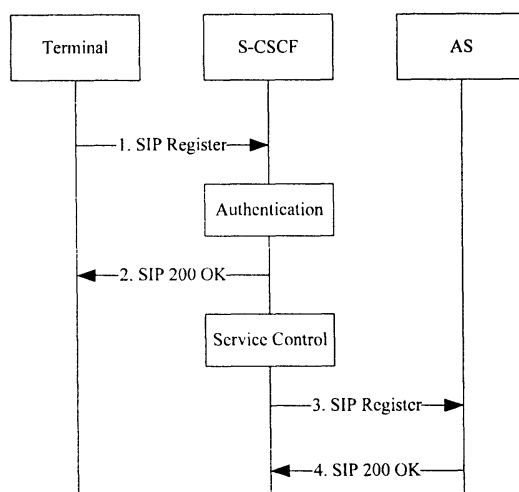 Terminal
S-CSCF
AS
1. SIP Register
Authentication
2. SIP 200 OK
Service Control
3. SIP Register
4. SIP 200 OK